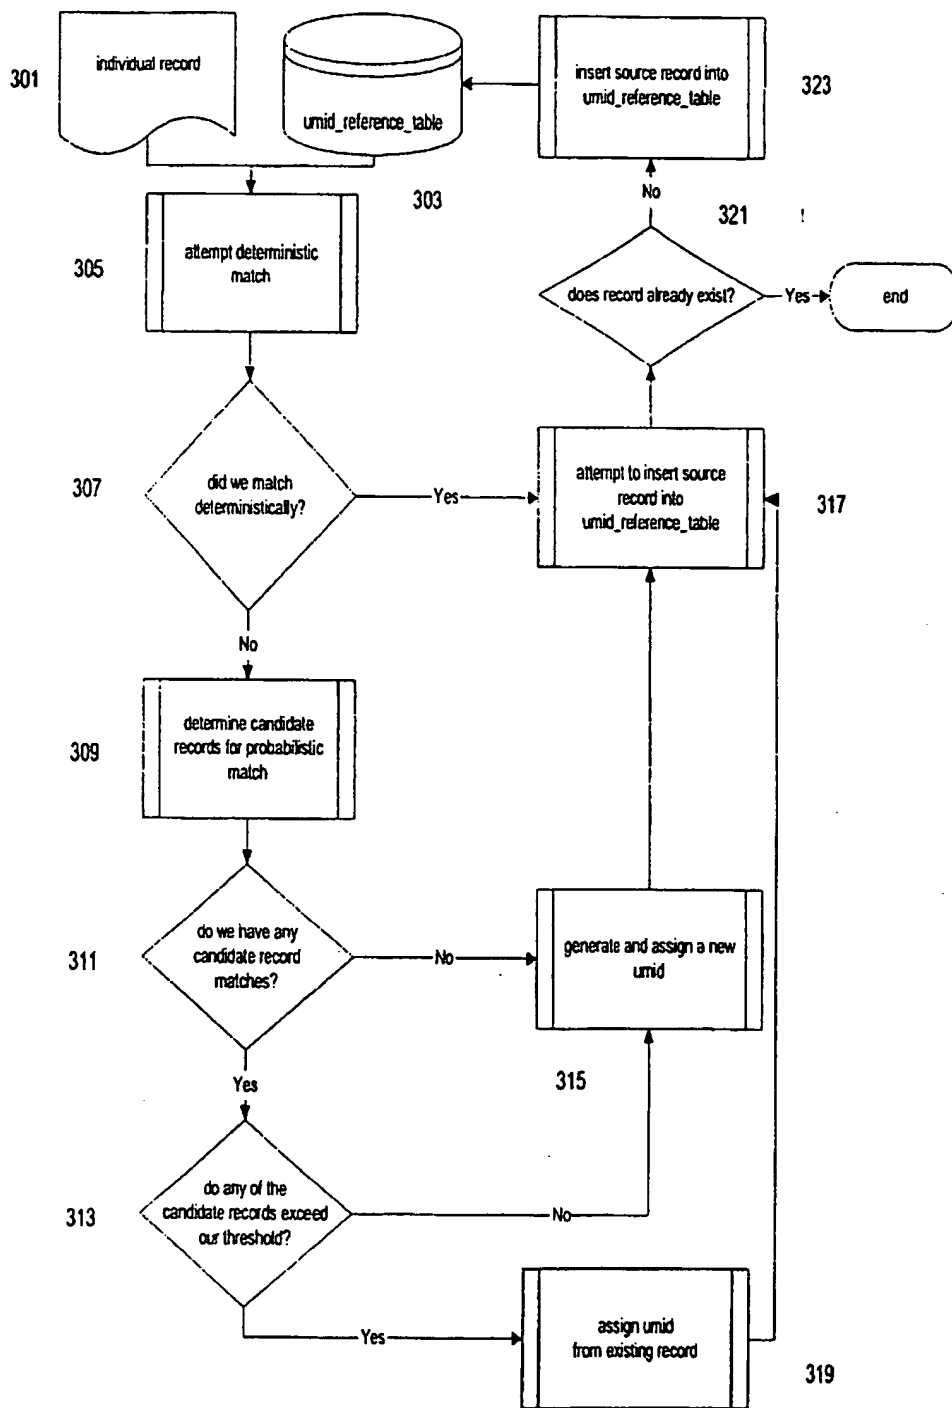 301
individual record
umid_reference_table
insert source record into
umid_reference_table
323
303
No
321
305
attempt deterministic
match
does record already exist?
Yes
end
307
did we match
deterministically?
Yes
attempt to insert source
record into
umid_reference_table
317
No
309
determine candidate
records for probabilistic
match
311
do we have any
candidate record
matches?
No
generate and assign a new
umid
315
Yes
313
do any of the
candidate records exceed
our threshold?
No
Yes
assign umid
from existing record
319